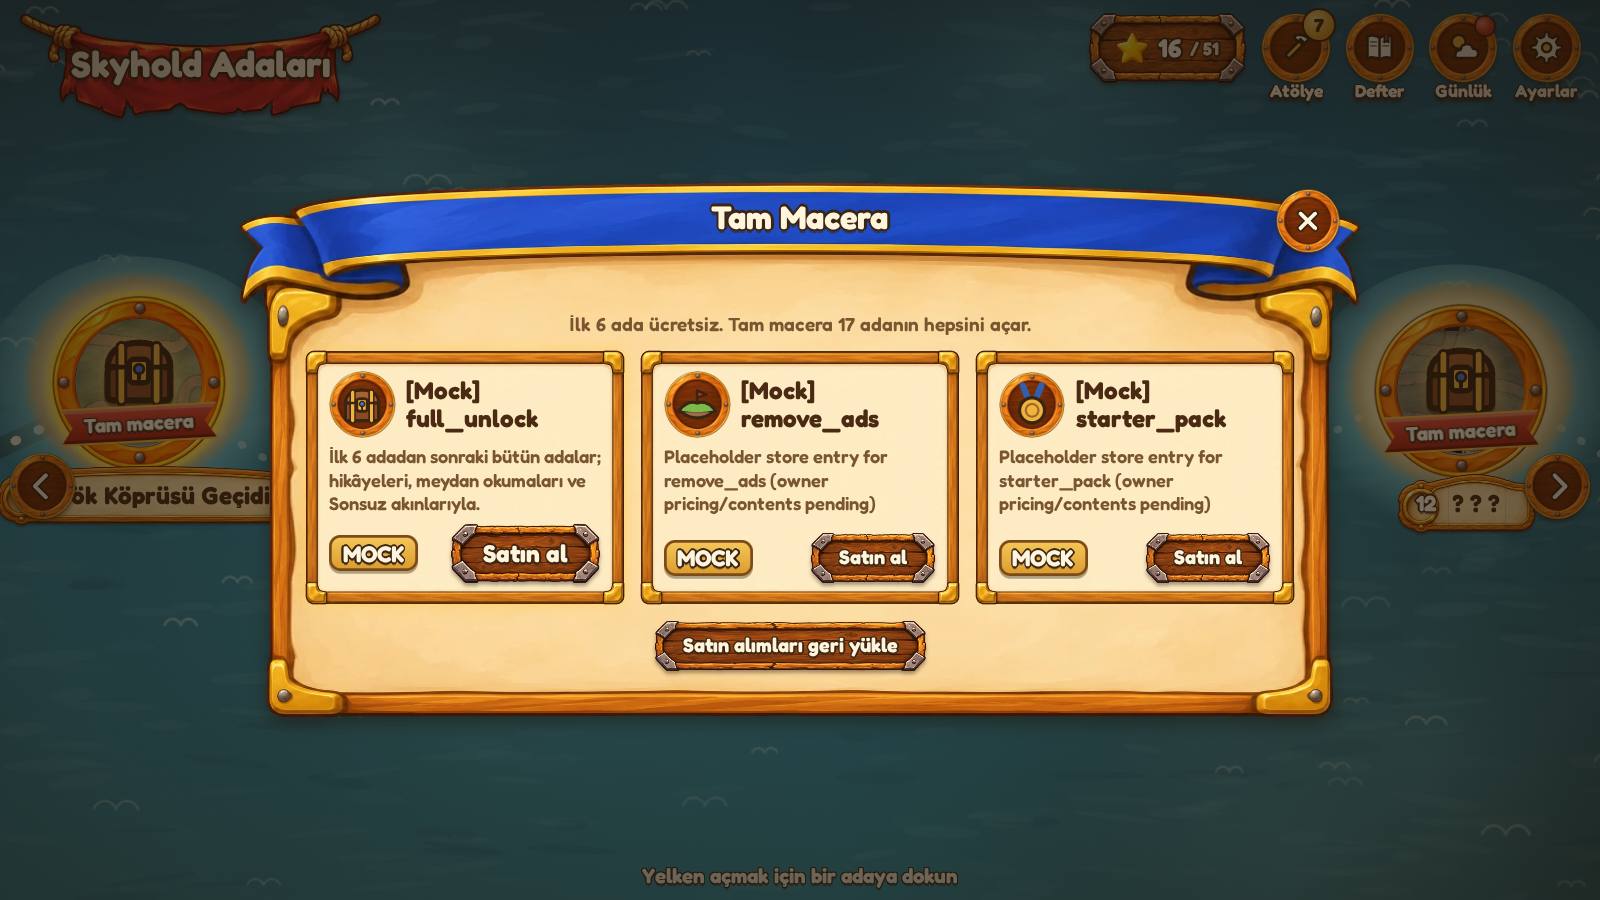 Skyhold Adaları
16 / 51
7
Atölye
Defter
Günlük
Ayarlar
Tam Macera
İlk 6 ada ücretsiz. Tam macera 17 adanın hepsini açar.
[Mock]
full_unlock
İlk 6 adadan sonraki bütün adalar;
hikâyeleri, meydan okumaları ve
Sonsuz akınlarıyla.
MOCK
Satın al
[Mock]
remove_ads
Placeholder store entry for
remove_ads (owner
pricing/contents pending)
MOCK
Satın al
[Mock]
starter_pack
Placeholder store entry for
starter_pack (owner
pricing/contents pending)
MOCK
Satın al
Satın alımları geri yükle
Tam macera
ök Köprüsü Geçidi
Tam macera
12 ???
Yelken açmak için bir adaya dokun